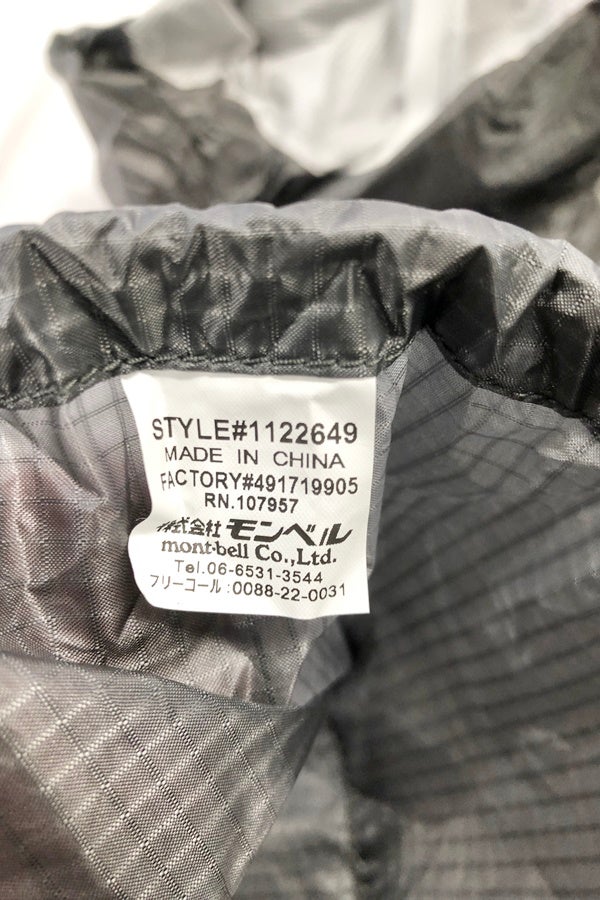 STYLE#1122649
MADE IN CHINA
FACTORY#491719905
RN.107957
株式会社 モンベル
mont-bell Co.,Ltd.
Tel.06-6531-3544
フリーコール:0088-22-0031